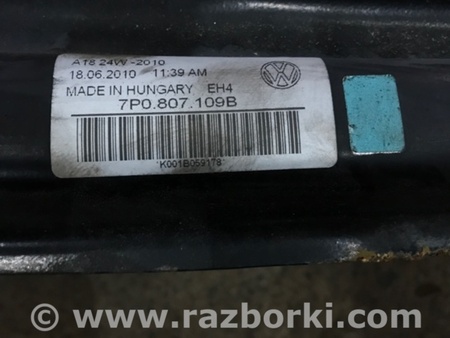 A18 24W-2010
18.06.2010 11:39 AM
MADE IN HUNGARY EH4
7P0.807.109B
*K001B059178*
© www.razborki.com